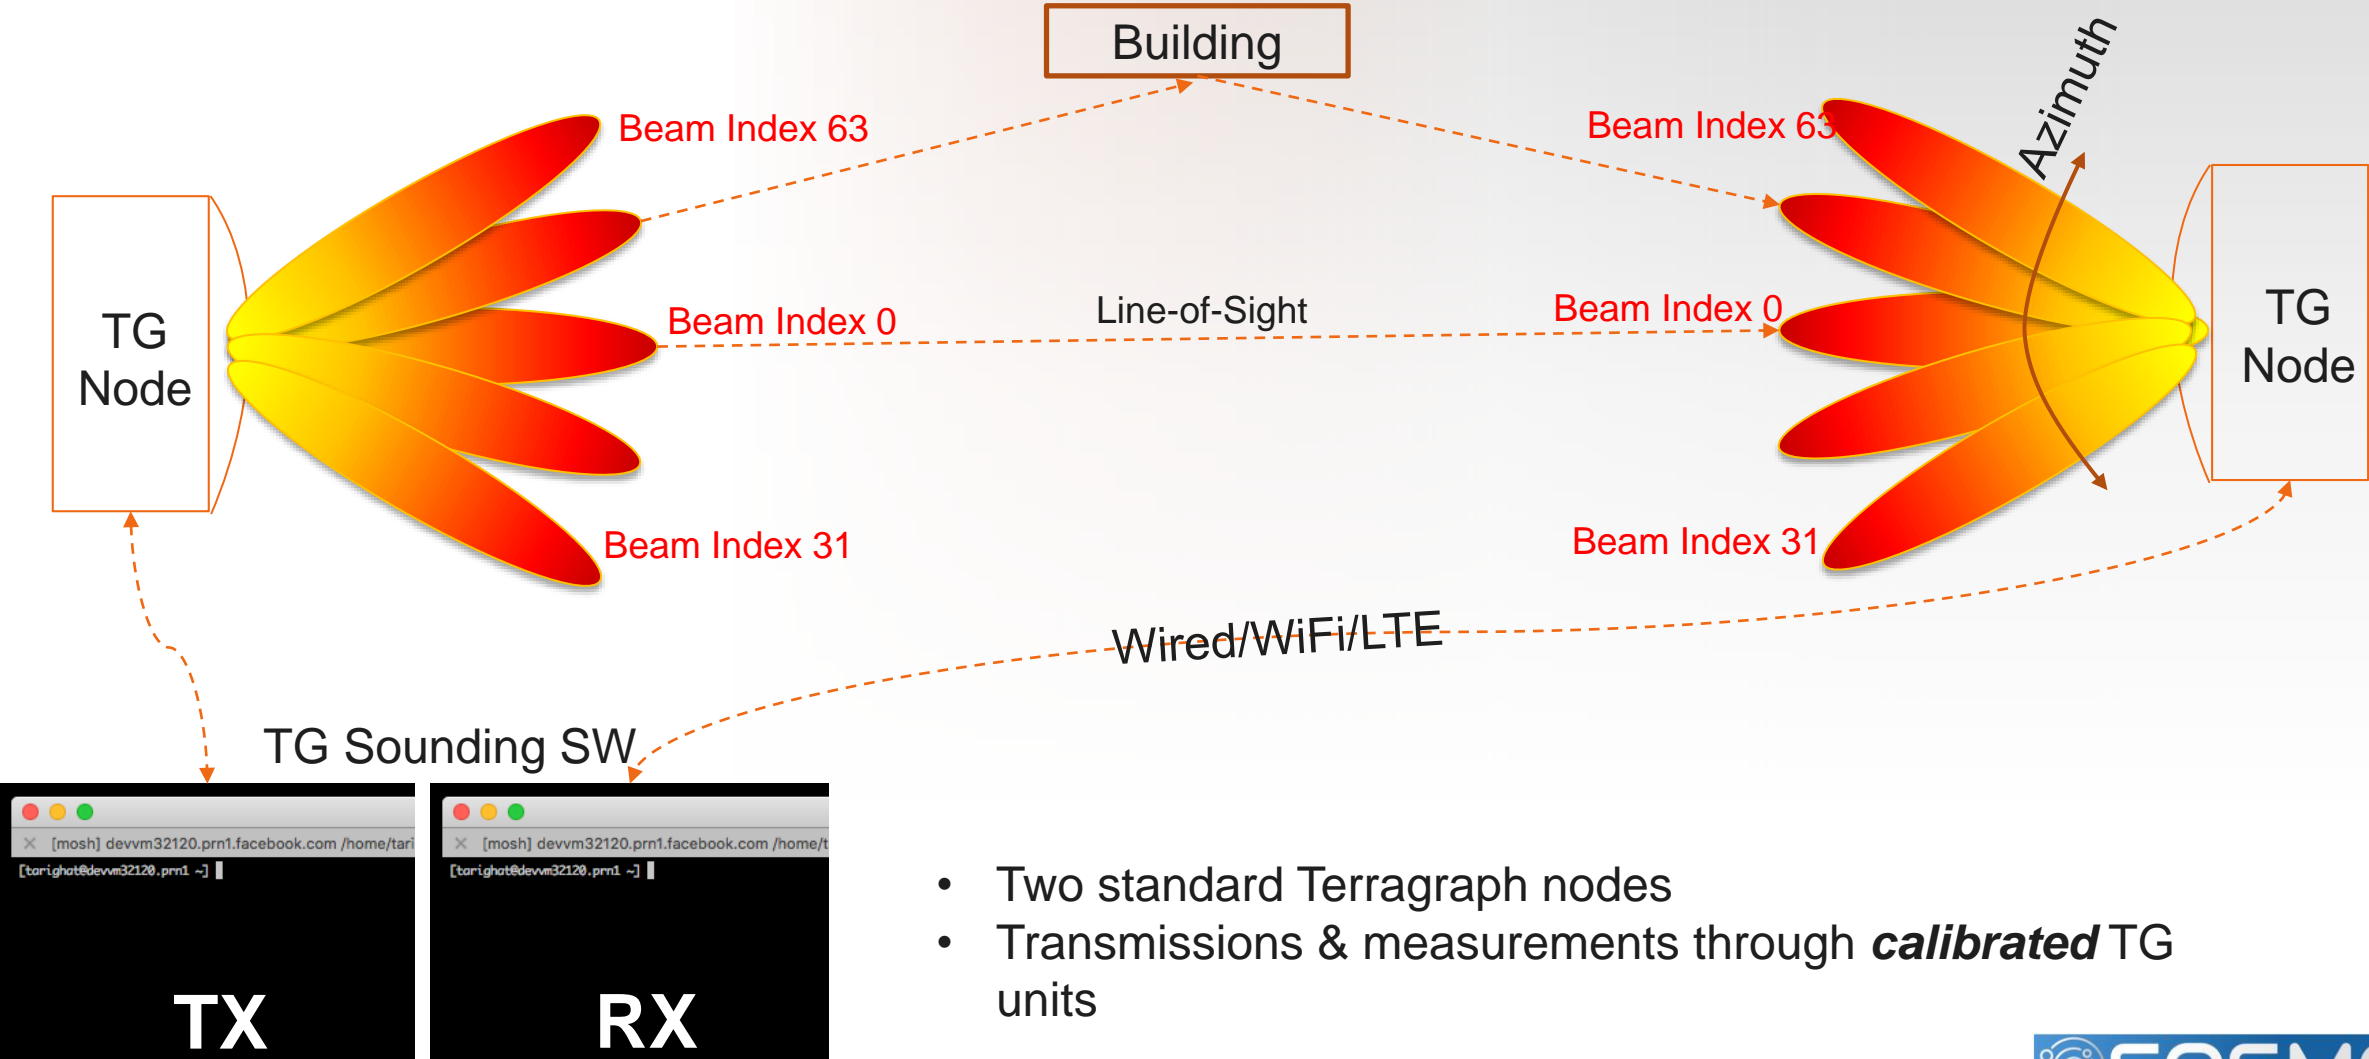 Building
Azimuth
Beam Index 63
Beam Index 63
TG
Node
Beam Index 0
Line-of-Sight
Beam Index 0
TG
Node
Beam Index 31
Beam Index 31
Wired/WiFi/LTE
TG Sounding SW
[mosh] devvm32120.prn1.facebook.com /home/tari
[tarighat@devvm32120.prn1 ~]
TX
[mosh] devvm32120.prn1.facebook.com /home/t
[tarighat@devvm32120.prn1 ~]
RX
• Two standard Terragraph nodes
• Transmissions & measurements through calibrated TG
units